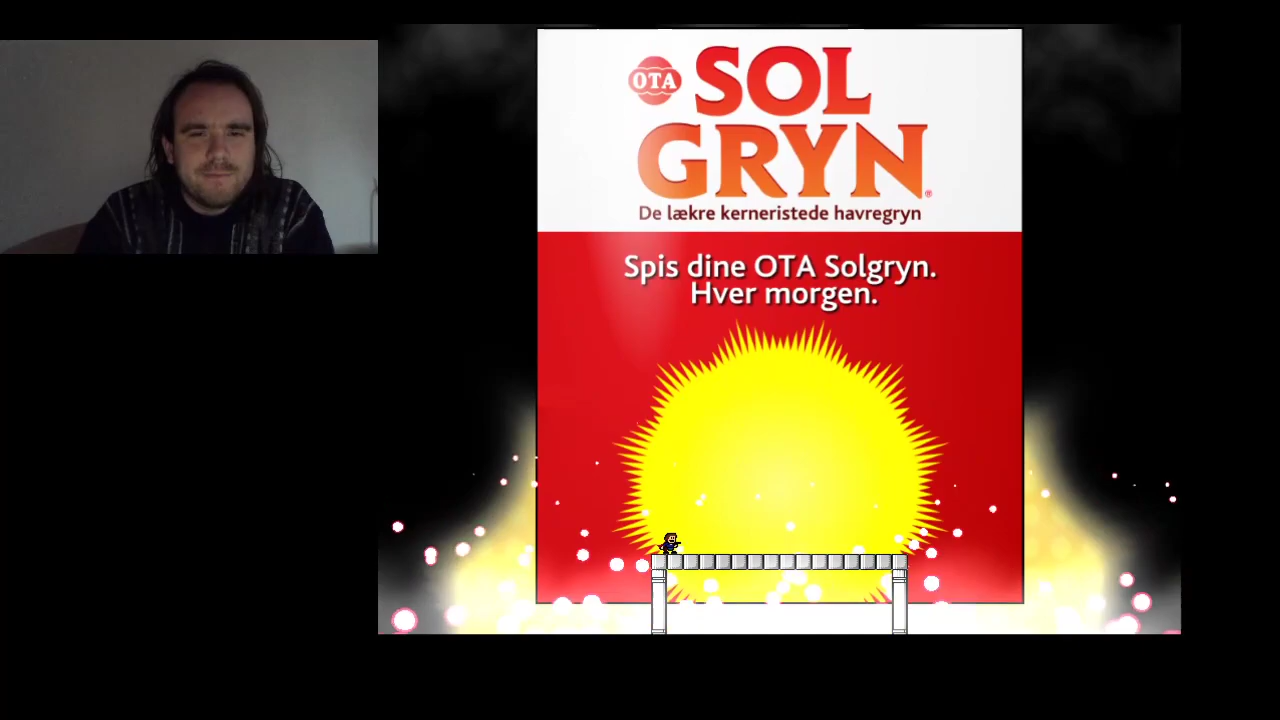 OTA
SOL
GRYN®
De lækre kerneristede havregryn
Spis dine OTA Solgryn.
Hver morgen.